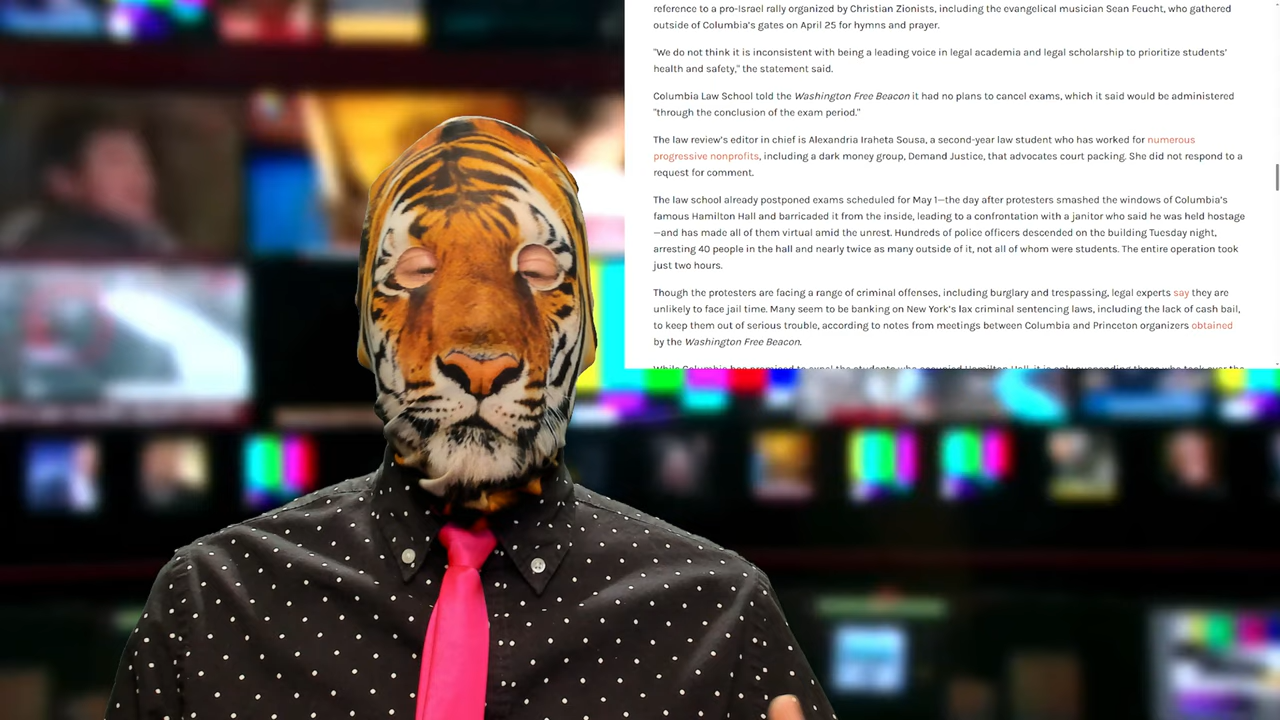 reference to a pro-Israel rally organized by Christian Zionists, including the evangelical musician Sean Feucht, who gathered
outside of Columbia's gates on April 25 for hymns and prayer.
"We do not think it is inconsistent with being a leading voice in legal academia and legal scholarship to prioritize students'
health and safety," the statement said.
Columbia Law School told the Washington Free Beacon it had no plans to cancel exams, which it said would be administered
"through the conclusion of the exam period."
The law review's editor in chief is Alexandria Iraheta Sousa, a second-year law student who has worked for numerous
progressive nonprofits, including a dark money group, Demand Justice, that advocates court packing. She did not respond to a
request for comment.
The law school already postponed exams scheduled for May 1—the day after protesters smashed the windows of Columbia's
famous Hamilton Hall and barricaded it from the inside, leading to a confrontation with a janitor who said he was held hostage
—and has made all of them virtual amid the unrest. Hundreds of police officers descended on the building Tuesday night,
arresting 40 people in the hall and nearly twice as many outside of it, not all of whom were students. The entire operation took
just two hours.
Though the protesters are facing a range of criminal offenses, including burglary and trespassing, legal experts say they are
unlikely to face jail time. Many seem to be banking on New York's lax criminal sentencing laws, including the lack of cash bail,
to keep them out of serious trouble, according to notes from meetings between Columbia and Princeton organizers obtained
by the Washington Free Beacon.